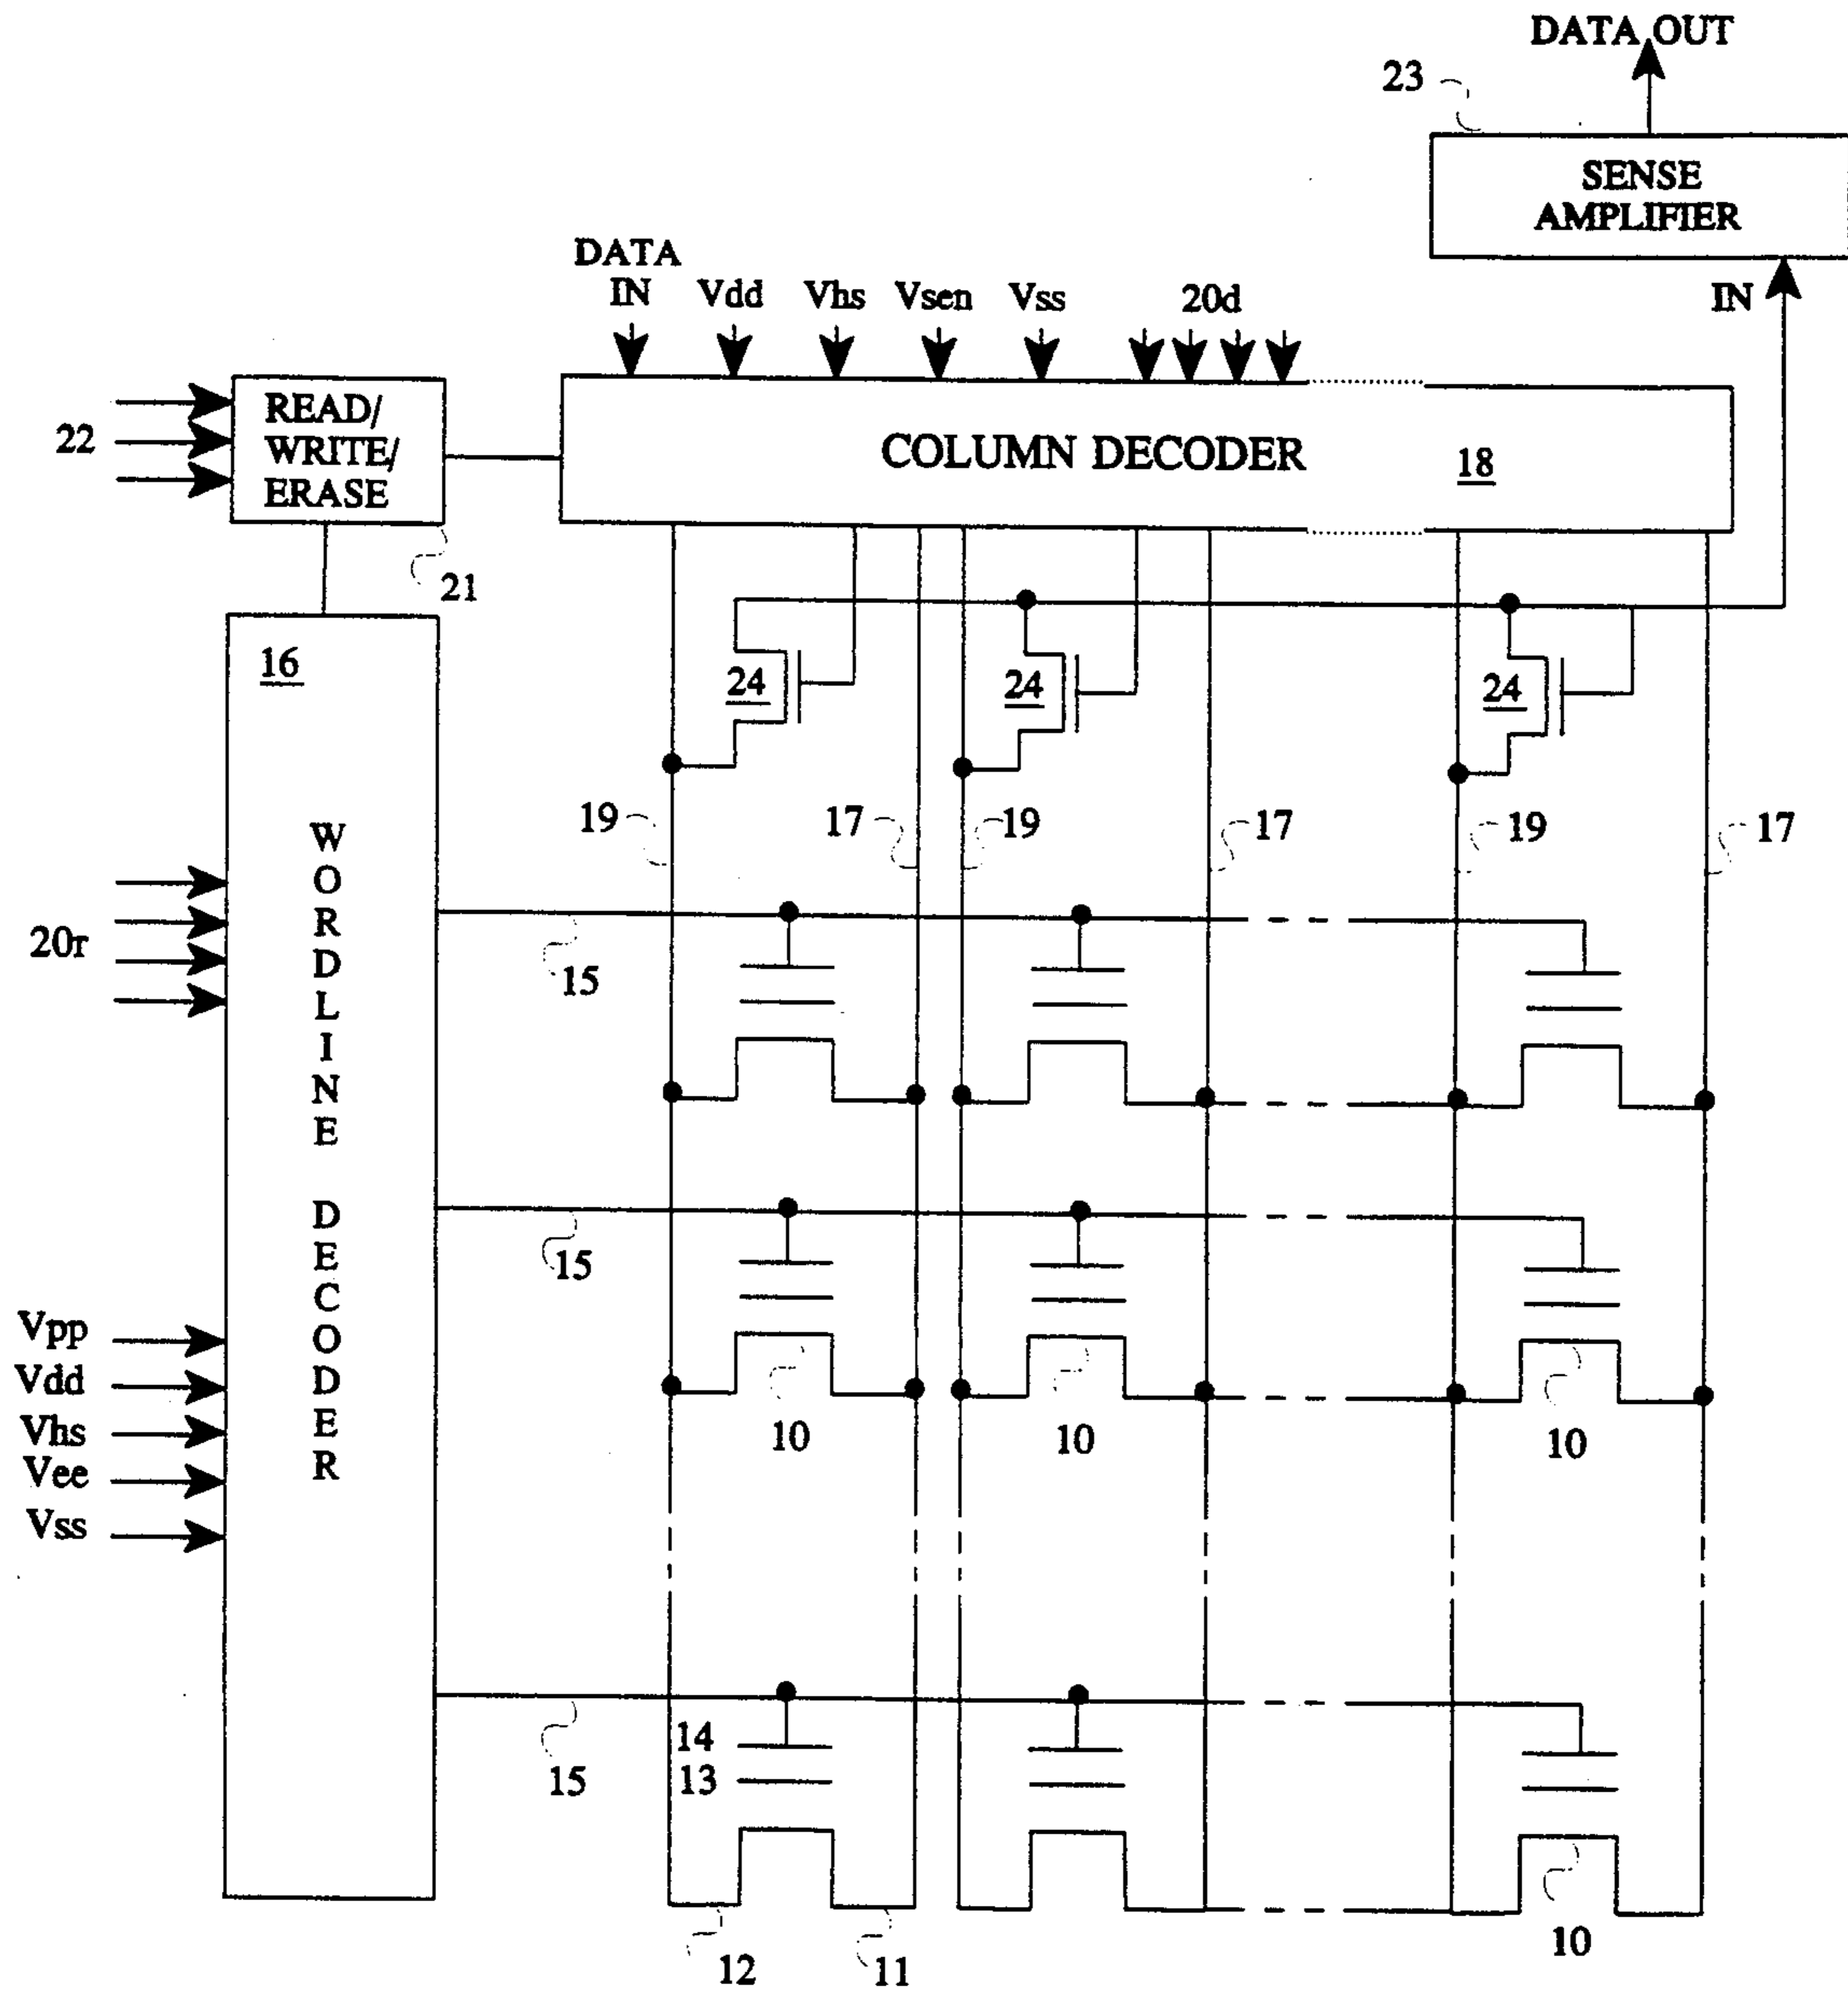 DATA OUT
23
SENSE
AMPLIFIER
IN
DATA
IN
Vdd
Vhs
Vsen
Vss
20d
22
READ/
WRITE/
ERASE
21
COLUMN DECODER
18
16
WORDLINE DECODER
24
24
24
19
17
19
17
19
17
20r
15
15
Vpp
Vdd
Vhs
Vee
Vss
10
10
10
15
14
13
12
11
10